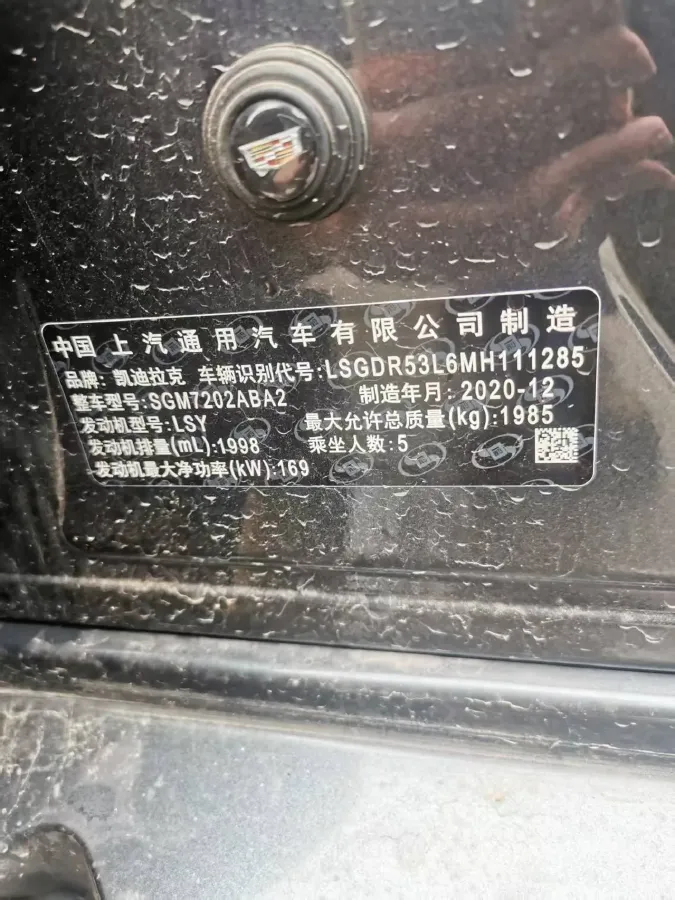 中国 上汽通用汽车有限公司制造
品牌: 凯迪拉克 车辆识别代号:LSGDR53L6MH111285
整车型号:SGM7202ABA2 制造年月:2020-12
发动机型号:LSY 最大允许总质量(kg):1985
发动机排量(mL):1998 乘坐人数:5
发动机最大净功率(kW):169